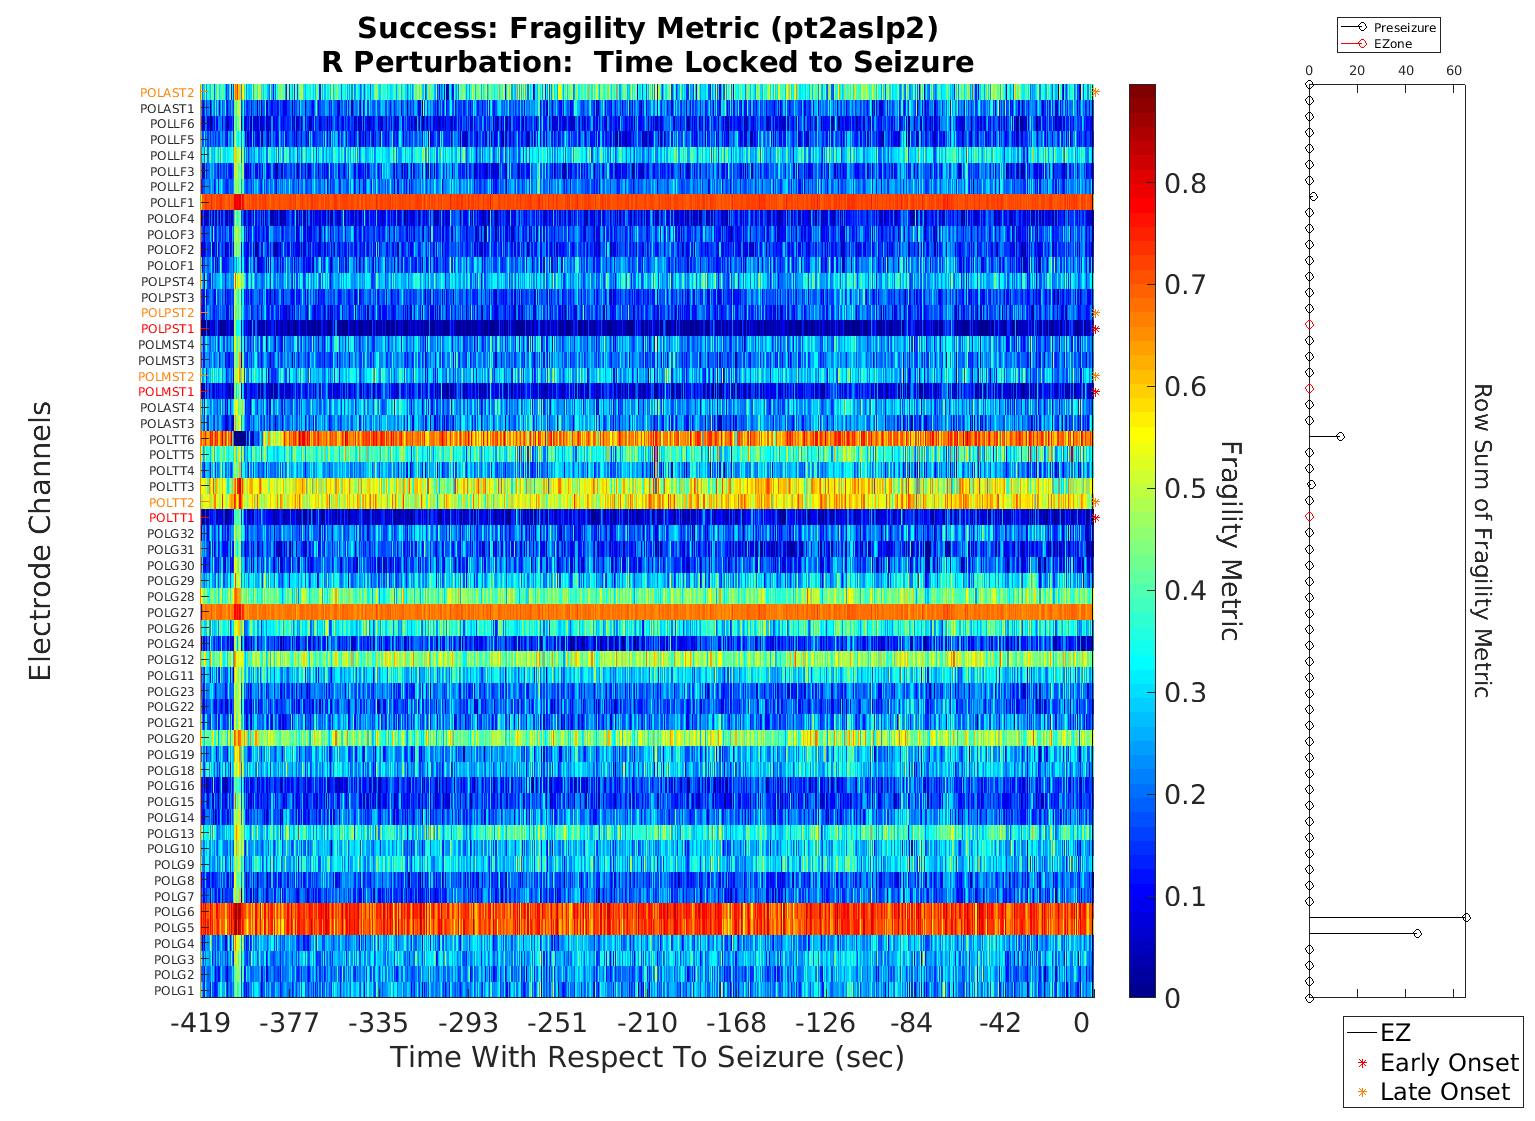 Success: Fragility Metric (pt2aslp2)
R Perturbation:  Time Locked to Seizure
Preseizure
EZone
0 20 40 60
POLAST2
POLAST1
POLLF6
POLLF5
POLLF4
POLLF3
POLLF2
POLLF1
POLOF4
POLOF3
POLOF2
POLOF1
POLPST4
POLPST3
POLPST2
POLPST1
POLMST4
POLMST3
POLMST2
POLMST1
POLAST4
POLAST3
POLTT6
POLTT5
POLTT4
POLTT3
POLTT2
POLTT1
POLG32
POLG31
POLG30
POLG29
POLG28
POLG27
POLG26
POLG24
POLG12
POLG11
POLG23
POLG22
POLG21
POLG20
POLG19
POLG18
POLG16
POLG15
POLG14
POLG13
POLG10
POLG9
POLG8
POLG7
POLG6
POLG5
POLG4
POLG3
POLG2
POLG1
Electrode Channels
-419 -377 -335 -293 -251 -210 -168 -126 -84 -42 0
Time With Respect To Seizure (sec)
0.8
0.7
0.6
0.5
0.4
0.3
0.2
0.1
0
Fragility Metric
Row Sum of Fragility Metric
EZ
Early Onset
Late Onset